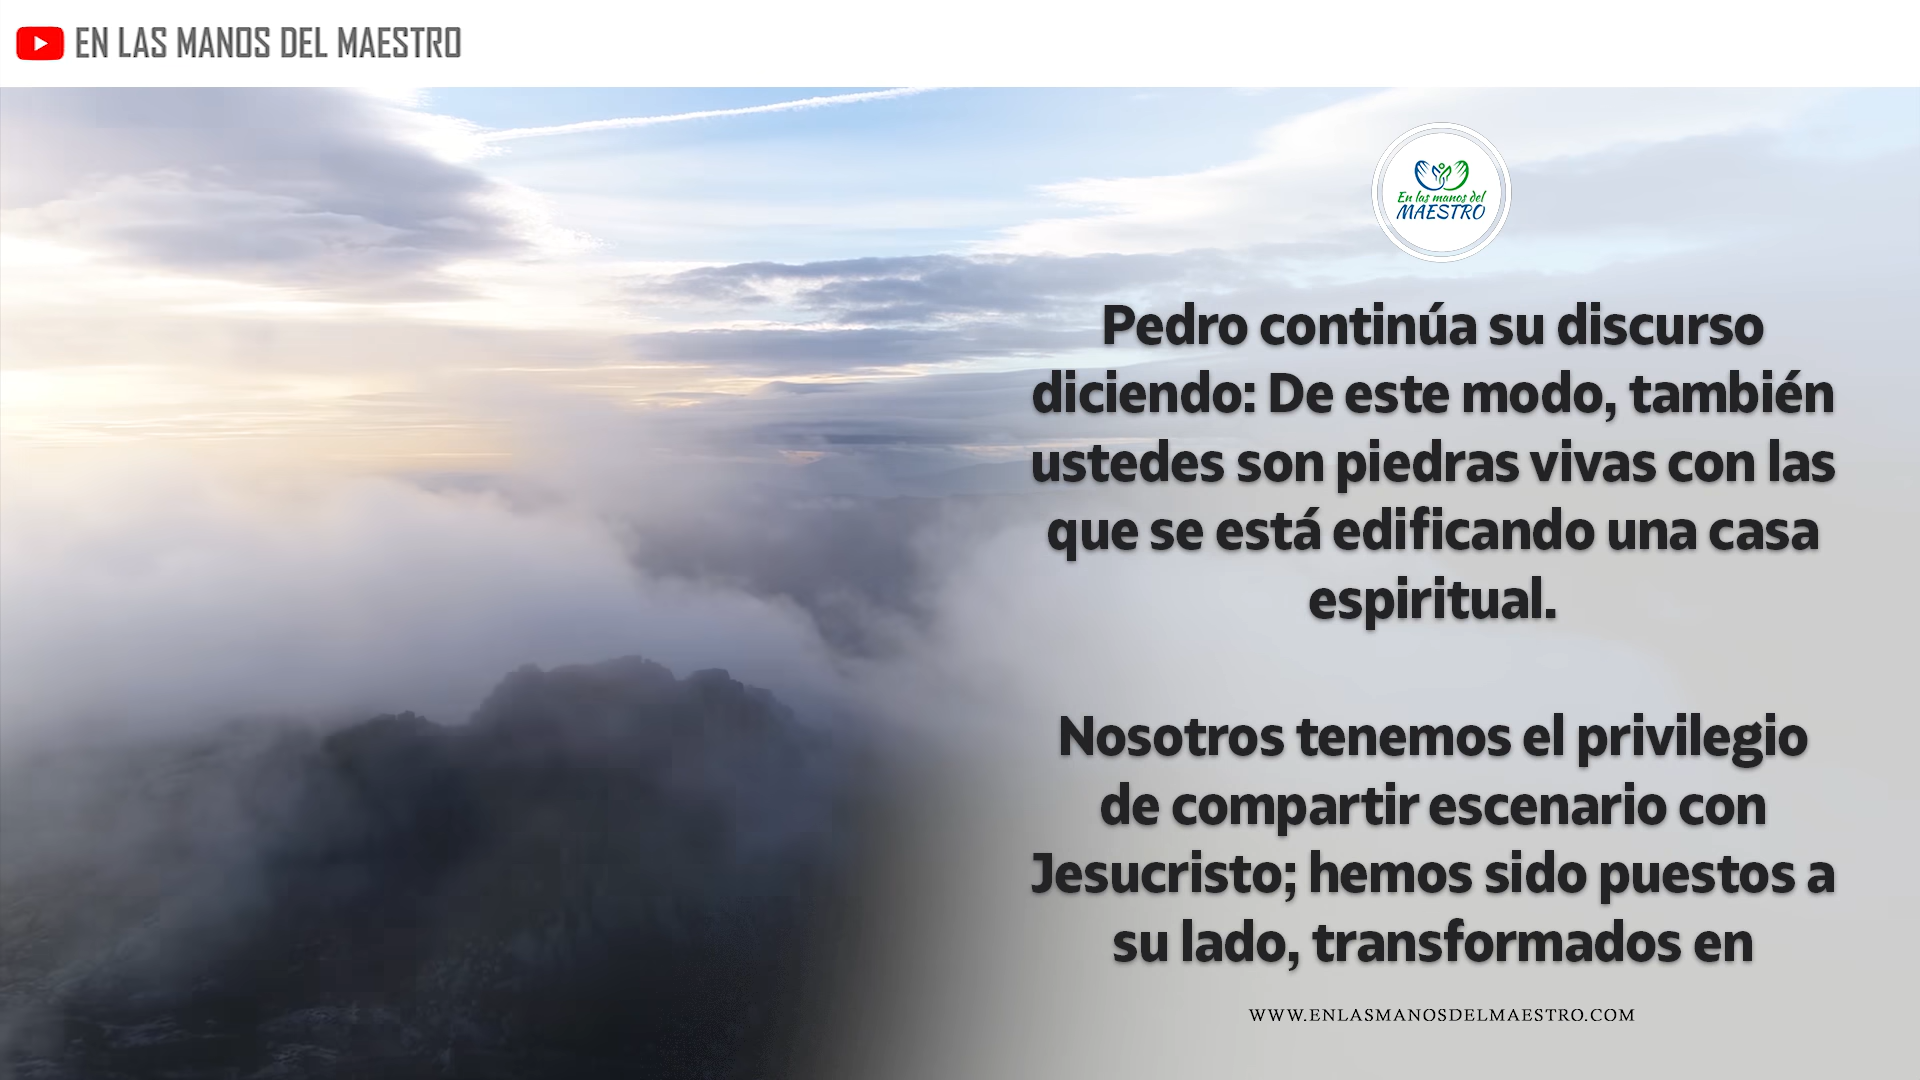 EN LAS MANOS DEL MAESTRO
En las manos del
MAESTRO
Pedro continúa su discurso
diciendo: De este modo, también
ustedes son piedras vivas con las
que se está edificando una casa
espiritual.
Nosotros tenemos el privilegio
de compartir escenario con
Jesucristo; hemos sido puestos a
su lado, transformados en
WWW.ENLASMANOSDELMAESTRO.COM